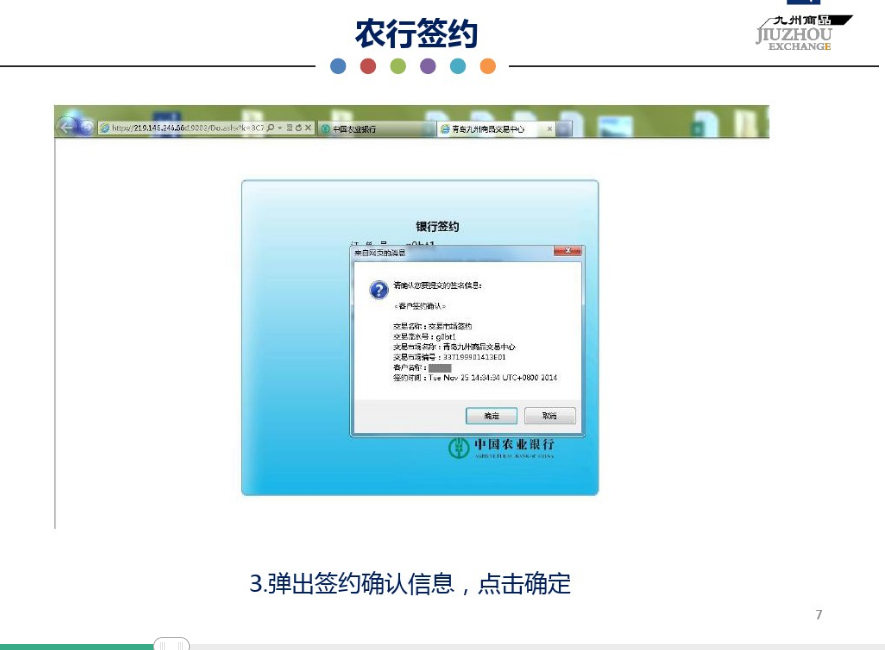 农行签约
九州商品
JIUZHOU
EXCHANGE
中国农业银行
青岛九州商品交易中心
银行签约
来自网页的消息
请确认您要提交的签名信息:
<客户签约确认>
交易名称：交易市场签约
交易流水号：g0bt1
交易市场名称：青岛九州商品交易中心
交易市场编号：337199901413E01
客户名称：
签约时间：Tue Nov 25 14:34:34 UTC+0800 2014
确定
取消
中国农业银行
3.弹出签约确认信息，点击确定
7